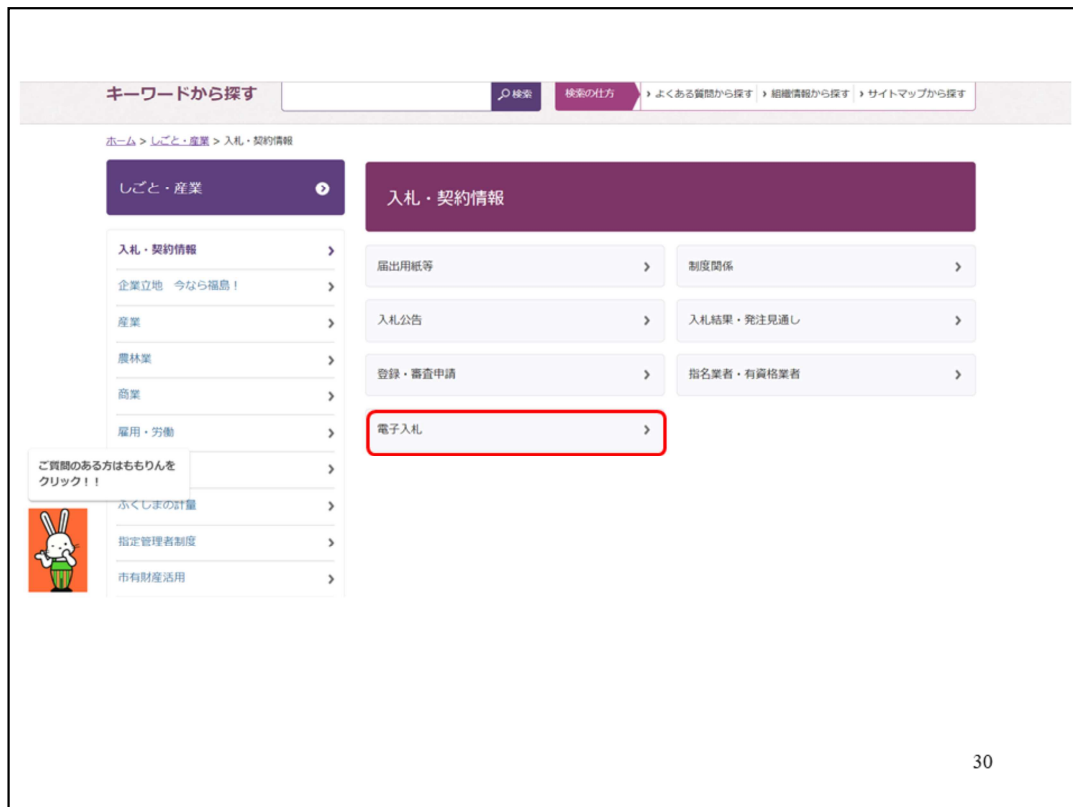 キーワードから探す
検索
検索の仕方
よくある質問から探す
組織情報から探す
サイトマップから探す
ホーム > しごと・産業 > 入札・契約情報
しごと・産業
入札・契約情報
企業立地 今なら福島!
産業
農林業
商業
雇用・労働
ふくしまの計量
指定管理者制度
市有財産活用
ご質問のある方はももりんを
クリック!!
入札・契約情報
届出用紙等
制度関係
入札公告
入札結果・発注見通し
登録・審査申請
指名業者・有資格業者
電子入札
30